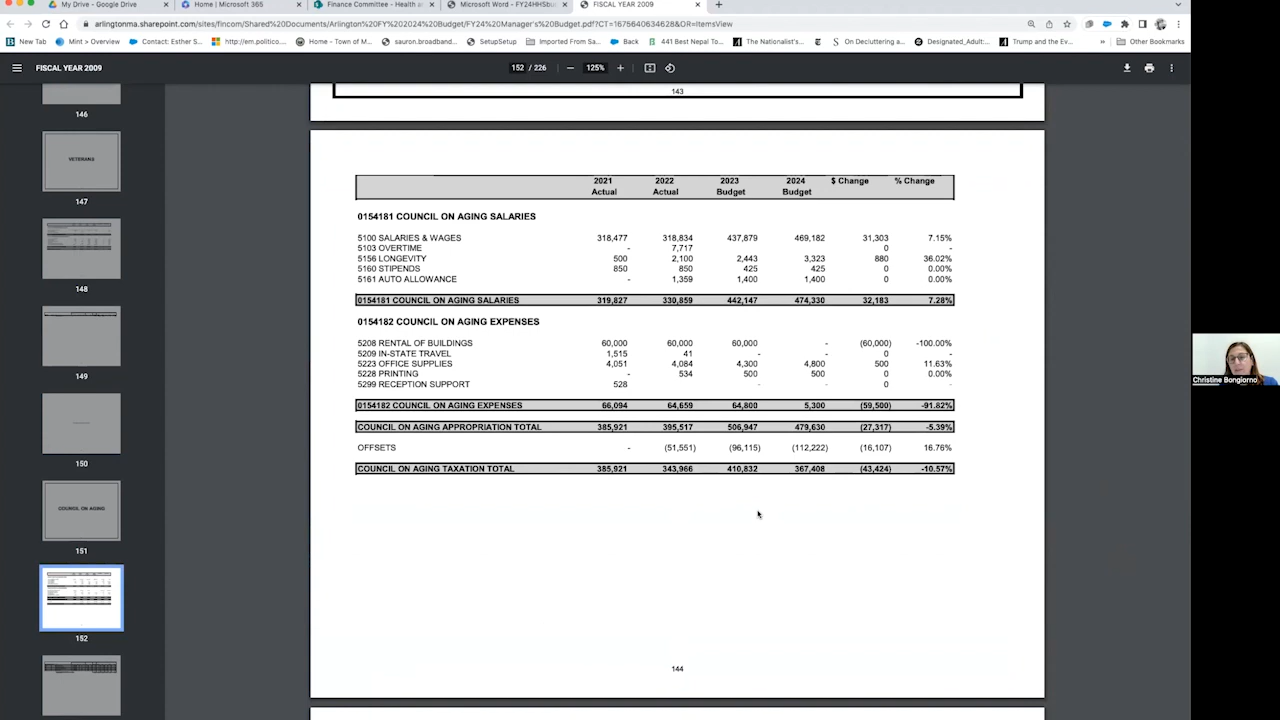 My Drive - Google Drive
Home | Microsoft 365
Finance Committee - Health an
Microsoft Word - FY24HHSbu
FISCAL YEAR 2009
arlingtonma.sharepoint.com/sites/fincom/Shared%20Documents/Arlington%20FY%202024%20Budget/FY24%20Manager's%20Budget.pdf?CT=1675640634628&OR=ItemsView
New Tab
Mint > Overview
Contact: Esther S...
http://em.politico....
Home – Town of M...
sauron.broadband...
SetupSetup
Imported From Sa...
Back
441 Best Nepal To...
The Nationalist's...
On Decluttering a...
Designated_Adult:...
Trump and the Ev...
Other Bookmarks
FISCAL YEAR 2009
152 / 226
125%
146
VETERANS
147
148
149
150
COUNCIL ON AGING
151
152
143
2021 2022 2023 2024 $ Change % Change
Actual Actual Budget Budget
0154181 COUNCIL ON AGING SALARIES
5100 SALARIES & WAGES 318,477 318,834 437,879 469,182 31,303 7.15%
5103 OVERTIME - 7,717 0 -
5156 LONGEVITY 500 2,100 2,443 3,323 880 36.02%
5160 STIPENDS 850 850 425 425 0 0.00%
5161 AUTO ALLOWANCE - 1,359 1,400 1,400 0 0.00%
0154181 COUNCIL ON AGING SALARIES 319,827 330,859 442,147 474,330 32,183 7.28%
0154182 COUNCIL ON AGING EXPENSES
5208 RENTAL OF BUILDINGS 60,000 60,000 60,000 - (60,000) -100.00%
5209 IN-STATE TRAVEL 1,515 41 - - 0 -
5223 OFFICE SUPPLIES 4,051 4,084 4,300 4,800 500 11.63%
5228 PRINTING - 534 500 500 0 0.00%
5299 RECEPTION SUPPORT 528 - - 0 -
0154182 COUNCIL ON AGING EXPENSES 66,094 64,659 64,800 5,300 (59,500) -91.82%
COUNCIL ON AGING APPROPRIATION TOTAL 385,921 395,517 506,947 479,630 (27,317) -5.39%
OFFSETS - (51,551) (96,115) (112,222) (16,107) 16.76%
COUNCIL ON AGING TAXATION TOTAL 385,921 343,966 410,832 367,408 (43,424) -10.57%
144
Christine Bongiorno